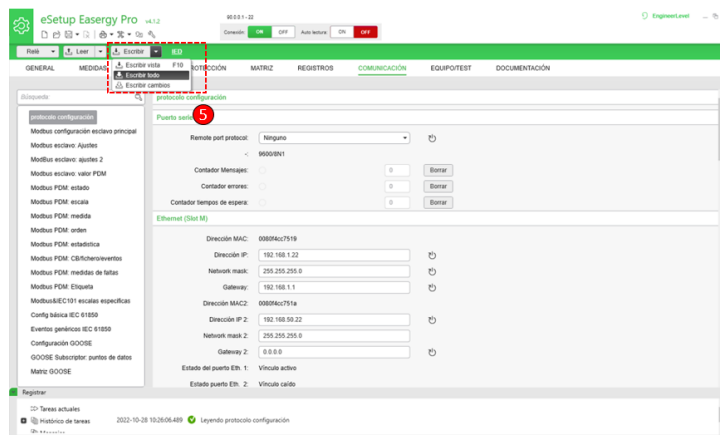 eSetup Easergy Pro v4.1.2
90.0.0.1 - 22
EngineerLevel
Conexión: ON OFF Auto lectura: ON OFF
Relé Leer Escribir IED
Escribir vista F10
Escribir todo
Escribir cambios
GENERAL MEDIDAS PROTECCIÓN MATRIZ REGISTROS COMUNICACIÓN EQUIPO/TEST DOCUMENTACIÓN
5
Búsqueda:
protocolo configuración
Modbus configuración esclavo principal
Modbus esclavo: Ajustes
ModBus esclavo: ajustes 2
Modbus esclavo: valor PDM
Modbus PDM: estado
Modbus PDM: escala
Modbus PDM: medida
Modbus PDM: orden
Modbus PDM: estadística
Modbus PDM: CB/fichero/eventos
Modbus PDM: medidas de faltas
Modbus PDM: Etiqueta
Modbus&IEC101 escalas específicas
Config básica IEC 61850
Eventos genéricos IEC 61850
Configuración GOOSE
GOOSE Subscriptor: puntos de datos
Matriz GOOSE
protocolo configuración
Puerto serie
Remote port protocol: Ninguno
< 9600/8N1
Contador Mensajes: 0 Borrar
Contador errores: 0 Borrar
Contador tiempos de espera: 0 Borrar
Ethernet (Slot M)
Dirección MAC: 0080f4cc7519
Dirección IP: 192.168.1.22
Network mask: 255.255.255.0
Gateway: 192.168.1.1
Dirección MAC2: 0080f4cc751a
Dirección IP 2: 192.168.50.22
Network mask 2: 255.255.255.0
Gateway 2: 0.0.0.0
Estado del puerto Eth. 1: Vínculo activo
Estado puerto Eth. 2: Vínculo caído
Registrar
Tareas actuales
Histórico de tareas
2022-10-28 10:26:06.489 Leyendo protocolo configuración
Mensajes